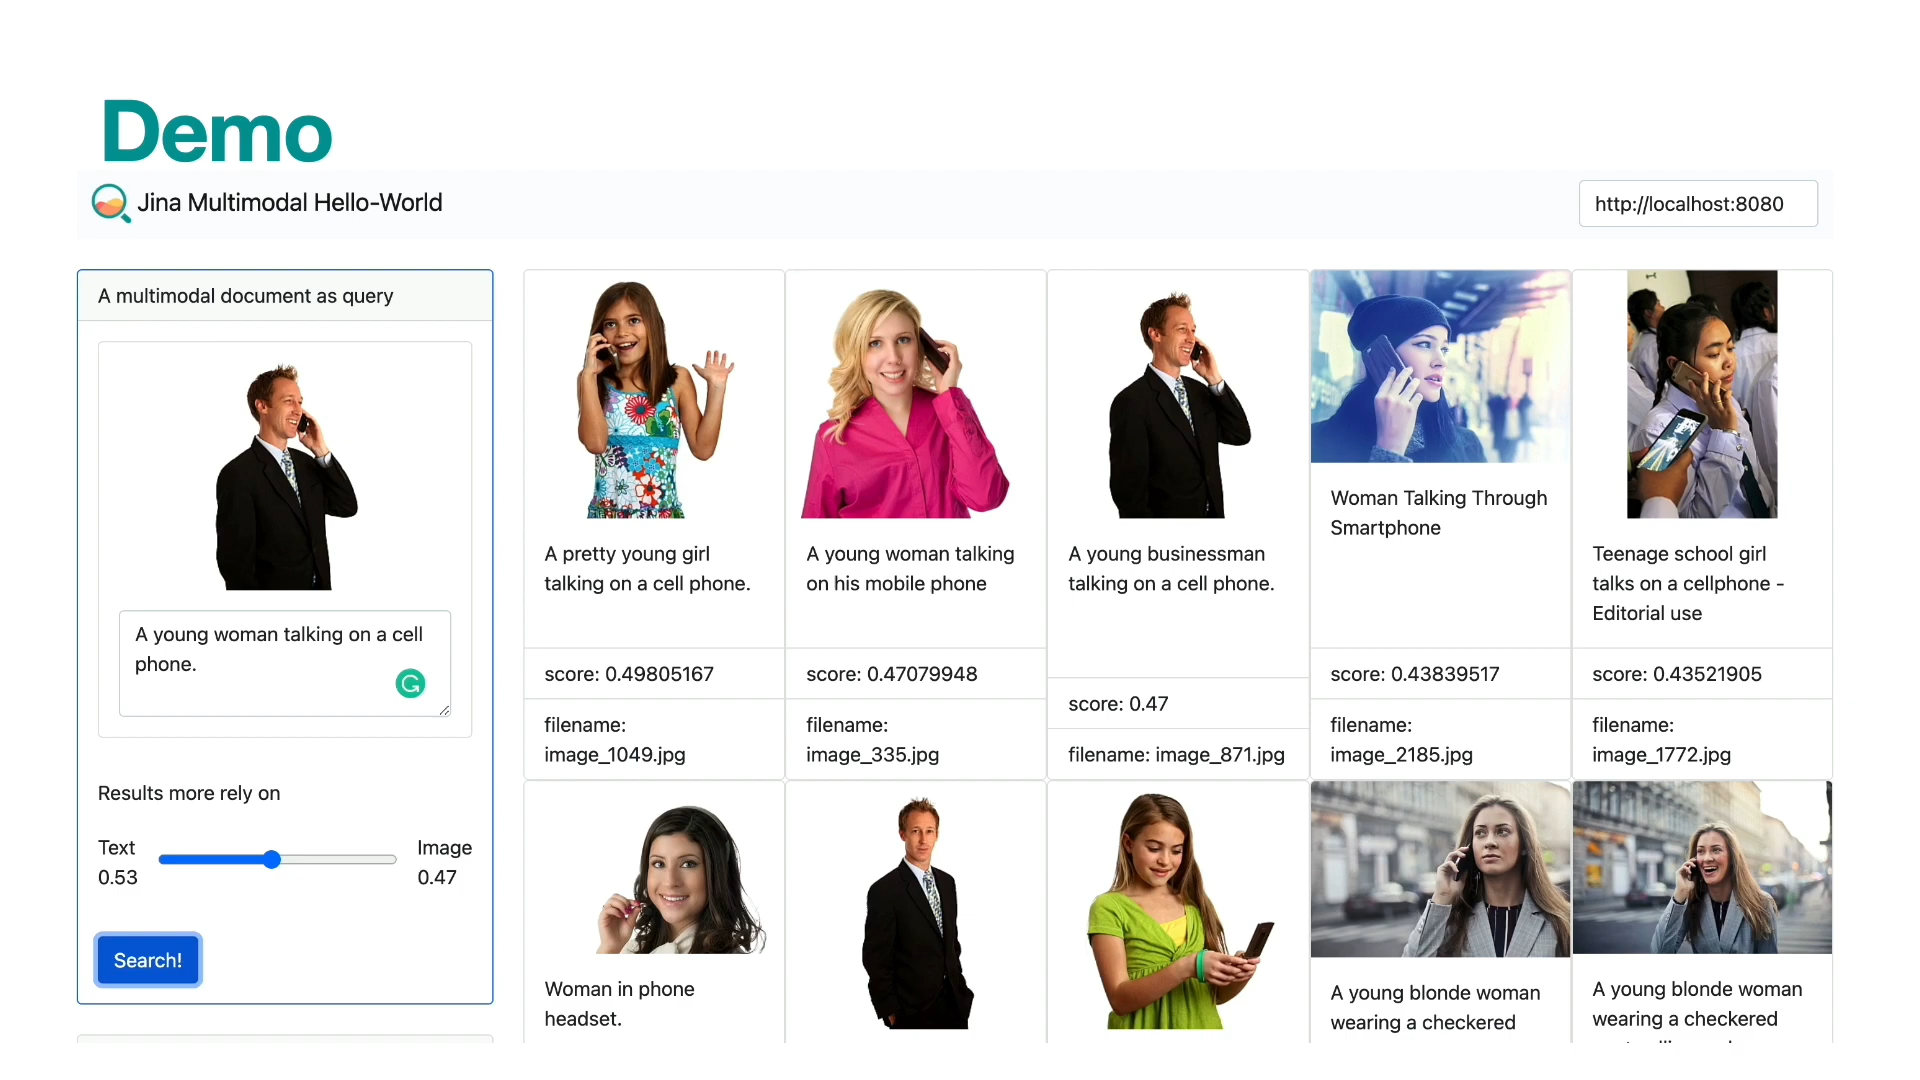 Demo
Jina Multimodal Hello-World
http://localhost:8080
A multimodal document as query
A young woman talking on a cell
phone.
Results more rely on
Text
Image
0.53
0.47
Search!
A pretty young girl
talking on a cell phone.
score: 0.49805167
filename:
image_1049.jpg
A young woman talking
on his mobile phone
score: 0.47079948
filename:
image_335.jpg
A young businessman
talking on a cell phone.
score: 0.47
filename: image_871.jpg
Woman Talking Through
Smartphone
score: 0.43839517
filename:
image_2185.jpg
Teenage school girl
talks on a cellphone -
Editorial use
score: 0.43521905
filename:
image_1772.jpg
Woman in phone
headset.
A young blonde woman
wearing a checkered
A young blonde woman
wearing a checkered